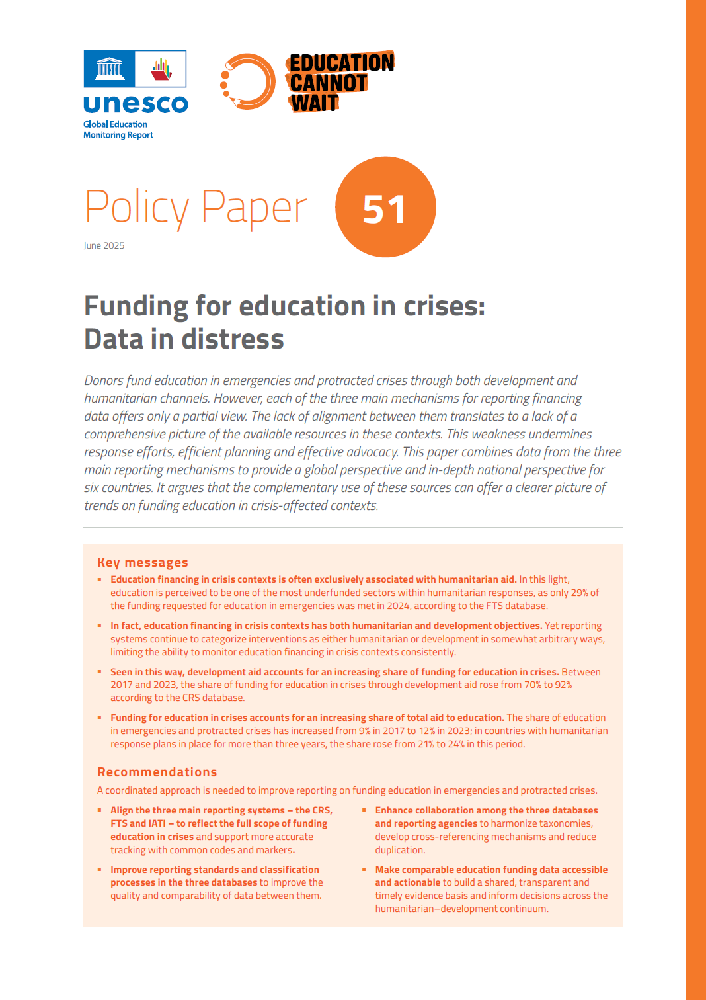 unesco
Global Education
Monitoring Report
EDUCATION
CANNOT
WAIT
Policy Paper
51
June 2025
Funding for education in crises:
Data in distress
Donors fund education in emergencies and protracted crises through both development and
humanitarian channels. However, each of the three main mechanisms for reporting financing
data offers only a partial view. The lack of alignment between them translates to a lack of a
comprehensive picture of the available resources in these contexts. This weakness undermines
response efforts, efficient planning and effective advocacy. This paper combines data from the three
main reporting mechanisms to provide a global perspective and in-depth national perspective for
six countries. It argues that the complementary use of these sources can offer a clearer picture of
trends on funding education in crisis-affected contexts.
Key messages
▪ Education financing in crisis contexts is often exclusively associated with humanitarian aid. In this light,
education is perceived to be one of the most underfunded sectors within humanitarian responses, as only 29% of
the funding requested for education in emergencies was met in 2024, according to the FTS database.
▪ In fact, education financing in crisis contexts has both humanitarian and development objectives. Yet reporting
systems continue to categorize interventions as either humanitarian or development in somewhat arbitrary ways,
limiting the ability to monitor education financing in crisis contexts consistently.
▪ Seen in this way, development aid accounts for an increasing share of funding for education in crises. Between
2017 and 2023, the share of funding for education in crises through development aid rose from 70% to 92%
according to the CRS database.
▪ Funding for education in crises accounts for an increasing share of total aid to education. The share of education
in emergencies and protracted crises has increased from 9% in 2017 to 12% in 2023; in countries with humanitarian
response plans in place for more than three years, the share rose from 21% to 24% in this period.
Recommendations
A coordinated approach is needed to improve reporting on funding education in emergencies and protracted crises.
▪ Align the three main reporting systems – the CRS,
FTS and IATI – to reflect the full scope of funding
education in crises and support more accurate
tracking with common codes and markers.
▪ Improve reporting standards and classification
processes in the three databases to improve the
quality and comparability of data between them.
▪ Enhance collaboration among the three databases
and reporting agencies to harmonize taxonomies,
develop cross-referencing mechanisms and reduce
duplication.
▪ Make comparable education funding data accessible
and actionable to build a shared, transparent and
timely evidence basis and inform decisions across the
humanitarian–development continuum.